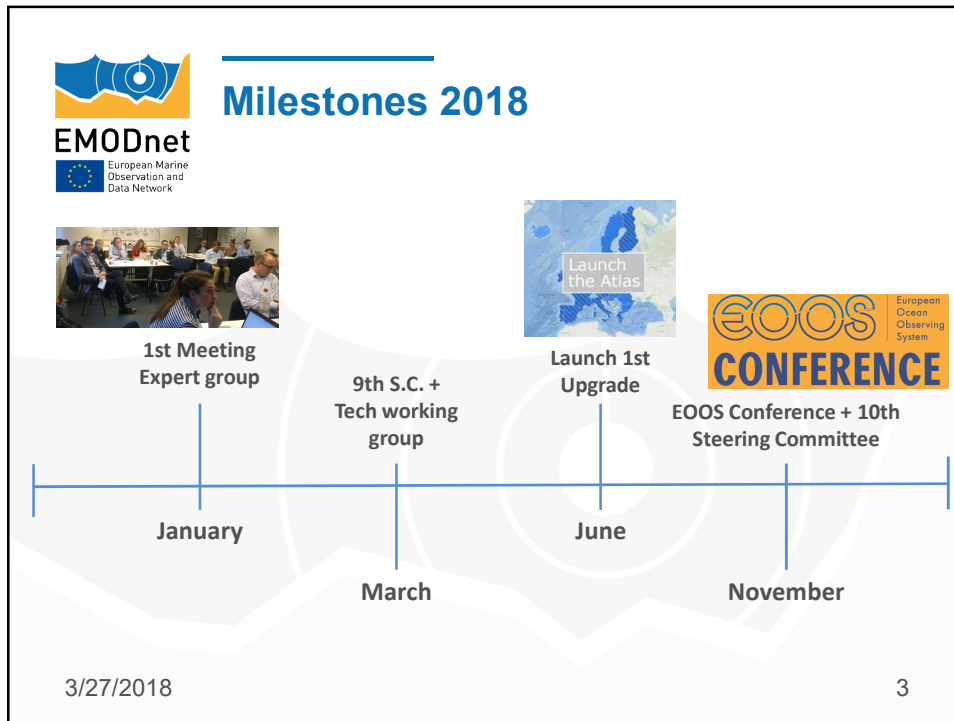 EMODnet
European Marine
Observation and
Data Network
Milestones 2018
1st Meeting
Expert group
9th S.C. +
Tech working
group
Launch
the Atlas
Launch 1st
Upgrade
EOOS
European
Ocean
Observing
System
CONFERENCE
EOOS Conference + 10th
Steering Committee
January
March
June
November
3/27/2018
3